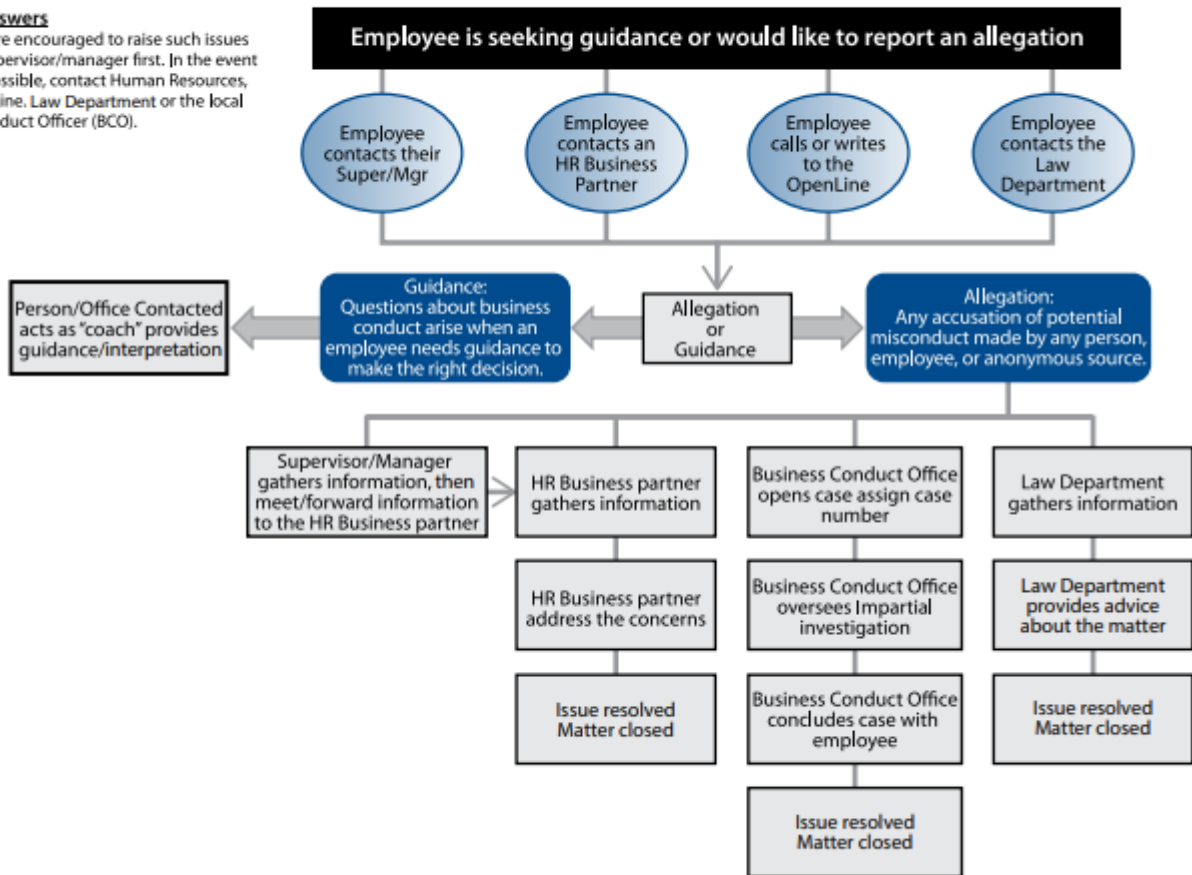 re encouraged to raise such issues
first. In the event
contact Human Resources,
Law Department or the local
Officer (BCO).
Employee is seeking guidance or would like to report an allegation
Employee
contacts their
Super/Mgr
Employee
contacts an
HR Business
Partner
Employee
calls or writes
to the
OpenLine
Employee
contacts the
Law
Department
Person/Office Contacted
acts as "coach" provides
guidance/interpretation
Guidance:
Questions about business
conduct arise when an
employee needs guidance to
make the right decision.
Allegation
or
Guidance
Allegation:
Any accusation of potential
misconduct made by any person,
employee, or anonymous source.
Supervisor/Manager
gathers information, then
meet/forward information
to the HR Business partner
HR Business partner
gathers information
Business Conduct Office
opens case assign case
number
Law Department
gathers information
HR Business partner
address the concerns
Business Conduct Office
oversees Impartial
investigation
Law Department
provides advice
about the matter
Issue resolved
Matter closed
Business Conduct Office
concludes case with
employee
Issue resolved
Matter closed
Issue resolved
Matter closed